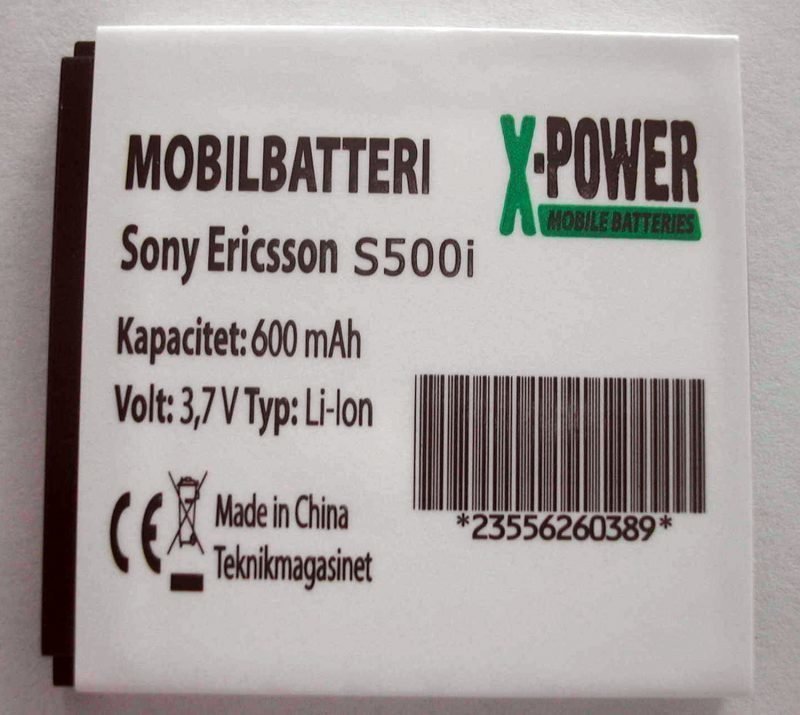 MOBILBATTERI
X-POWER
MOBILE BATTERIES
Sony Ericsson S500i
Kapacitet: 600 mAh
Volt: 3,7 V Typ: Li-Ion
*23556260389*
CE
Made in China
Teknikmagasinet